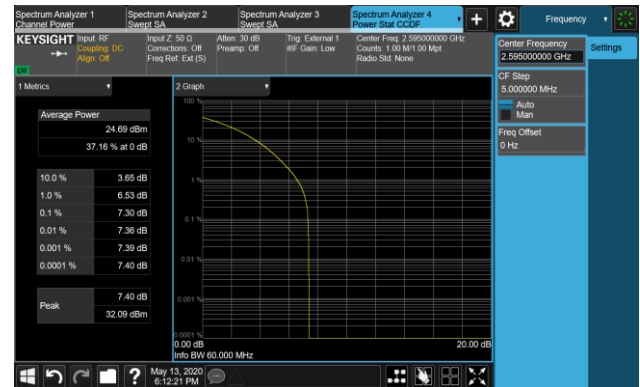 Spectrum Analyzer 1
Channel Power
Spectrum Analyzer 2
Swept SA
Spectrum Analyzer 3
Swept SA
Spectrum Analyzer 4
Power Stat CCDF
Frequency
KEYSIGHT
Input: RF
Coupling: DC
Align: Off
Input Z: 50 Ω
Corrections: Off
Freq Ref: Ext (S)
Atten: 30 dB
Preamp: Off
Trig: External 1
#IF Gain: Low
Center Freq: 2.595000000 GHz
Counts: 1.00 M/1.00 Mpt
Radio Std: None
Center Frequency
2.595000000 GHz
Settings
CF Step
5.000000 MHz
Auto
Man
Freq Offset
0 Hz
1 Metrics
Average Power
24.69 dBm
37.16 % at 0 dB
10.0 % 3.65 dB
1.0 % 6.53 dB
0.1 % 7.30 dB
0.01 % 7.36 dB
0.001 % 7.39 dB
0.0001 % 7.40 dB
Peak
7.40 dB
32.09 dBm
2 Graph
100 %
10 %
1 %
0.1 %
0.01 %
0.001 %
0.0001 %
0.00 dB
20.00 dB
Info BW 60.000 MHz
?
May 13, 2020
6:12:21 PM